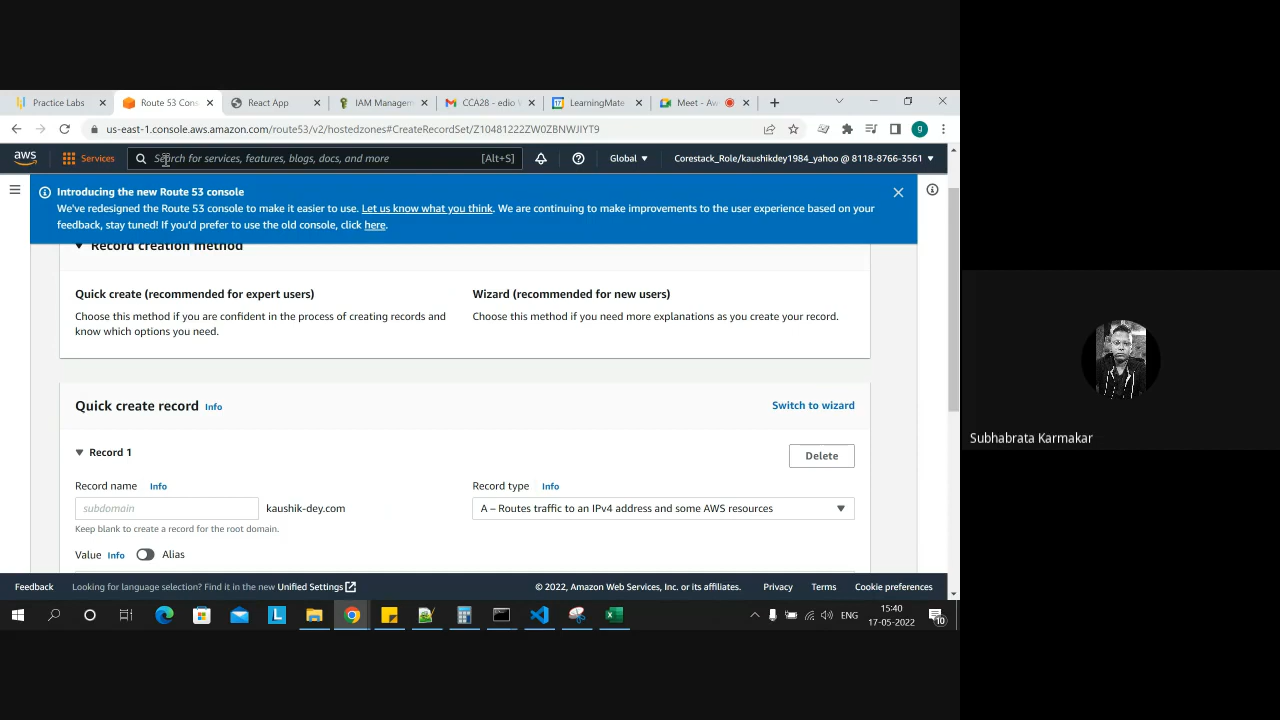 Practice Labs
Route 53 Cons
React App
IAM Managem
CCA28 - edio
LearningMate
Meet - Aw
us-east-1.console.aws.amazon.com/route53/v2/hostedzones#CreateRecordSet/Z10481222ZW0ZBNWJIYT9
g
aws
Services
Search for services, features, blogs, docs, and more
[Alt+S]
Global
Corestack_Role/kaushikdey1984_yahoo @ 8118-8766-3561
Introducing the new Route 53 console
We've redesigned the Route 53 console to make it easier to use. Let us know what you think. We are continuing to make improvements to the user experience based on your
feedback, stay tuned! If you'd prefer to use the old console, click here.
Record creation method
Quick create (recommended for expert users)
Choose this method if you are confident in the process of creating records and
know which options you need.
Wizard (recommended for new users)
Choose this method if you need more explanations as you create your record.
Quick create record Info
Switch to wizard
Record 1
Delete
Record name Info
subdomain
kaushik-dey.com
Keep blank to create a record for the root domain.
Record type Info
A – Routes traffic to an IPv4 address and some AWS resources
Value Info Alias
Feedback
Looking for language selection? Find it in the new Unified Settings
© 2022, Amazon Web Services, Inc. or its affiliates.
Privacy
Terms
Cookie preferences
L
ENG
15:40
17-05-2022
10
Subhabrata Karmakar